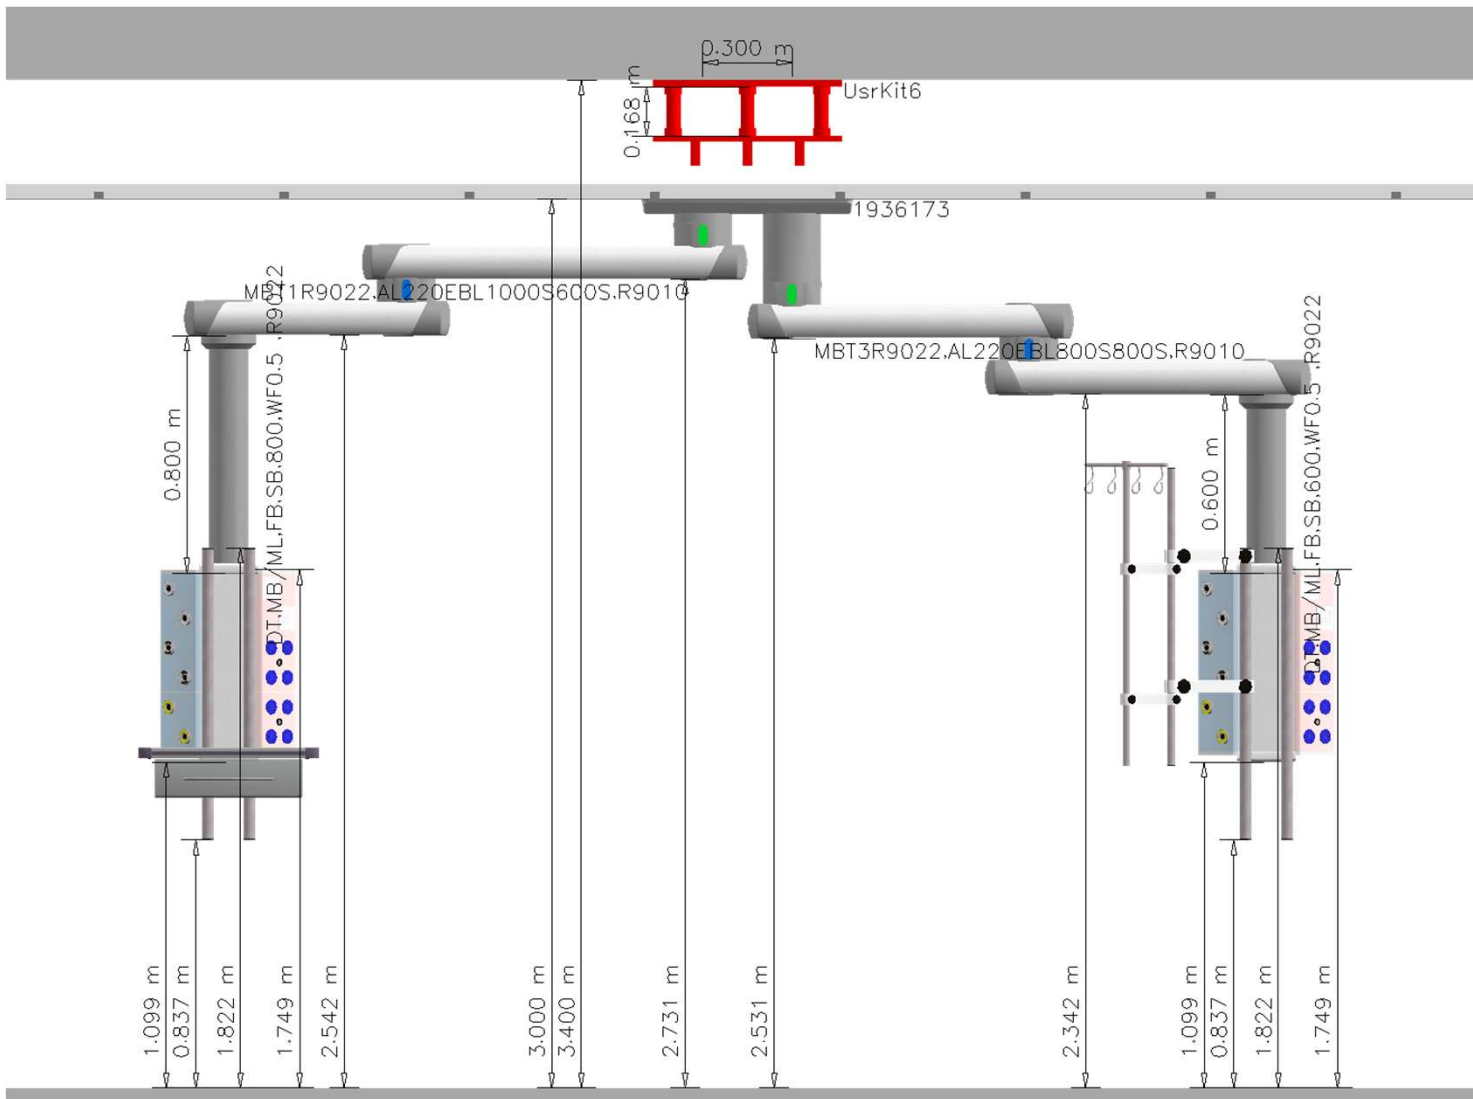 0.300 m
UsrKit6
0.168 m
1936173
MBT1R9022.AL220EBL1000S600S.R9010
DT.MB/ML.FB.SB.800.WF0.5 .R9022
MBT3R9022.AL220EBL800S800S.R9010
DT.MB/ML.FB.SB.600.WF0.5 .R9022
0.800 m
0.600 m
1.099 m
0.837 m
1.822 m
1.749 m
2.542 m
3.000 m
3.400 m
2.731 m
2.531 m
2.342 m
1.099 m
0.837 m
1.822 m
1.749 m